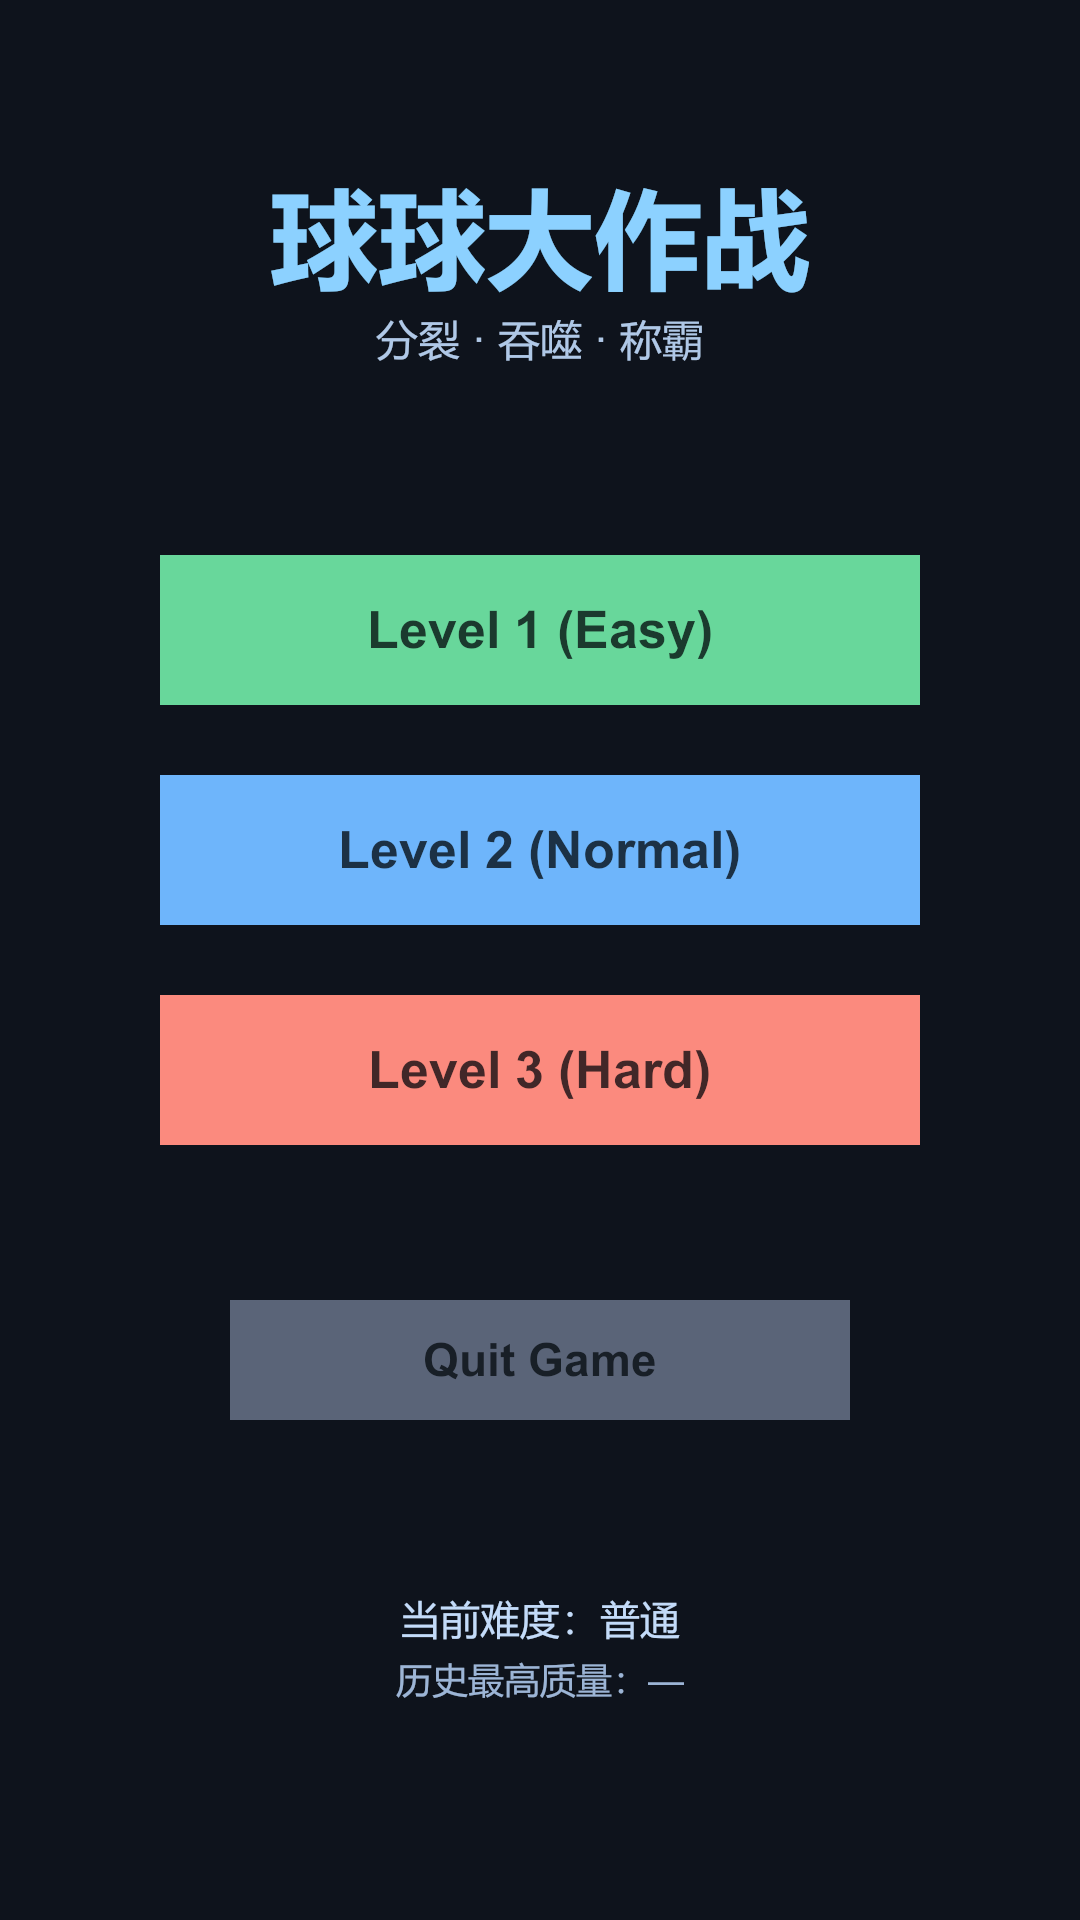 球球大作战
分裂 · 吞噬 · 称霸
Level 1 (Easy)
Level 2 (Normal)
Level 3 (Hard)
Quit Game
当前难度：普通
历史最高质量：—